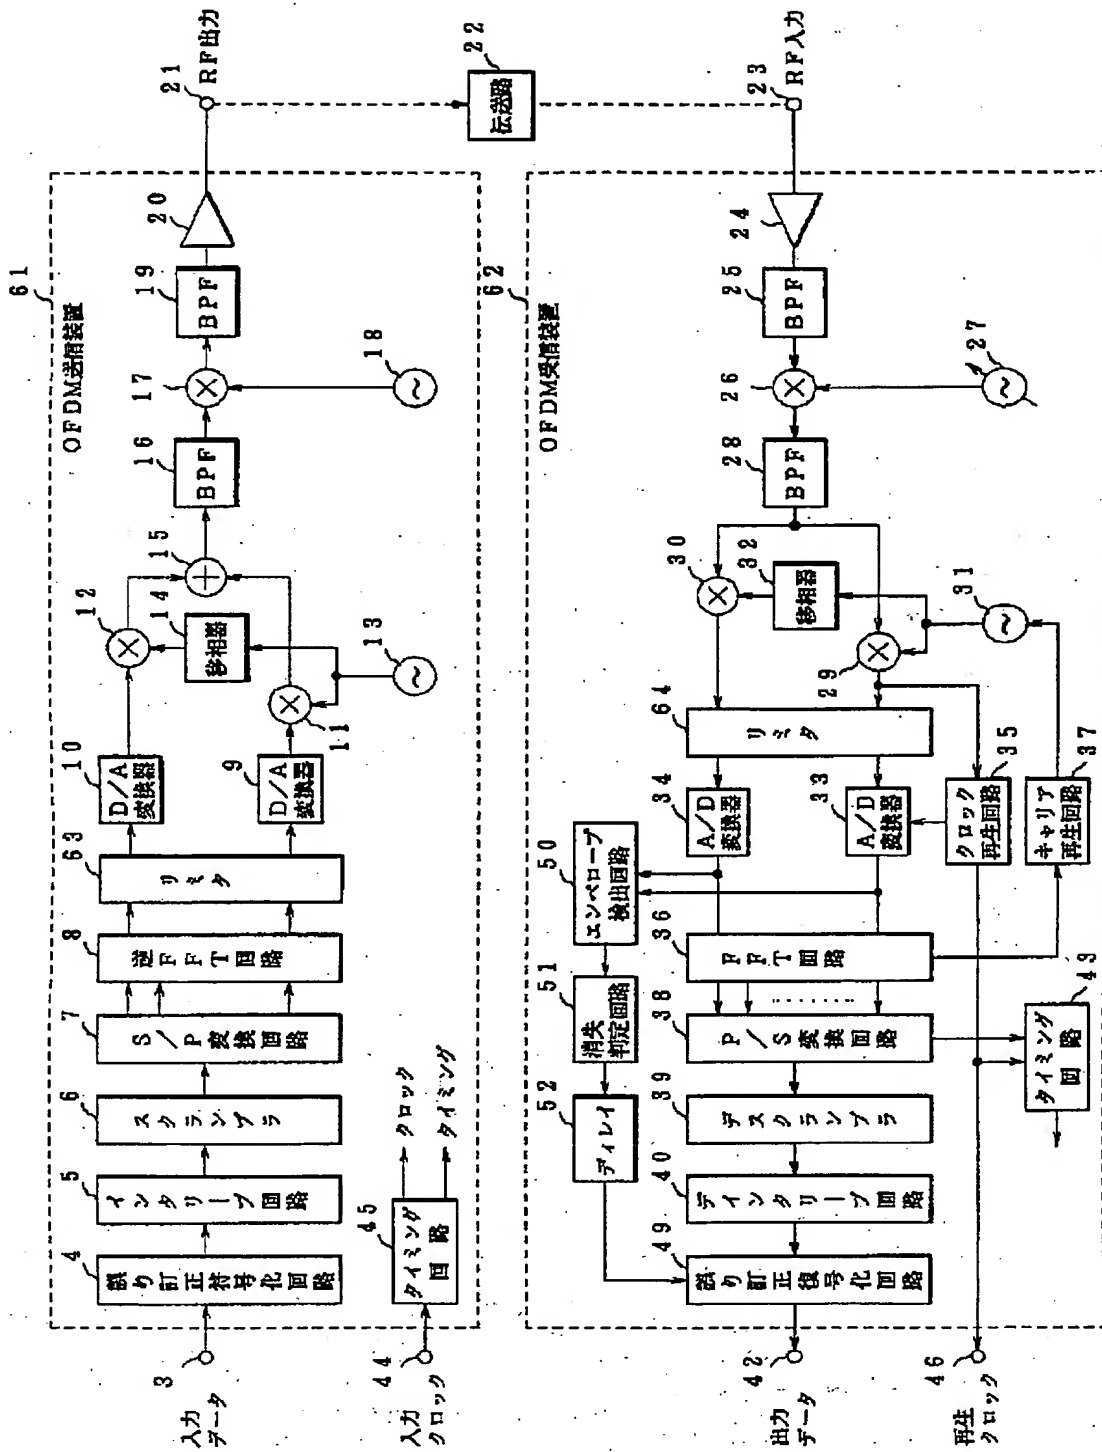 61
OFDM送信装置
3
入力
データ
4
誤り訂正符号化回路
5
インタリーブ回路
6
スクランブラ
7
S/P変換回路
8
逆FFT回路
63
リミタ
10
D/A
変換器
9
D/A
変換器
12
11
14
移相器
13
15
16
BPF
17
18
19
BPF
20
21
RF出力
44
入力
クロック
45
タイミング
回路
クロック
タイミング
22
伝送路
62
OFDM受信装置
23
RF入力
24
25
BPF
26
27
28
BPF
30
32
移相器
29
31
64
リミタ
34
A/D
変換器
33
A/D
変換器
35
クロック
再生回路
37
キャリア
再生回路
50
エンベロープ
検出回路
51
消失
判定回路
52
ディレイ
36
FFT回路
38
P/S変換回路
39
デスクランブラ
40
デインタリーブ回路
49
誤り訂正復号化回路
43
タイミング
回路
42
出力
データ
46
再生
クロック